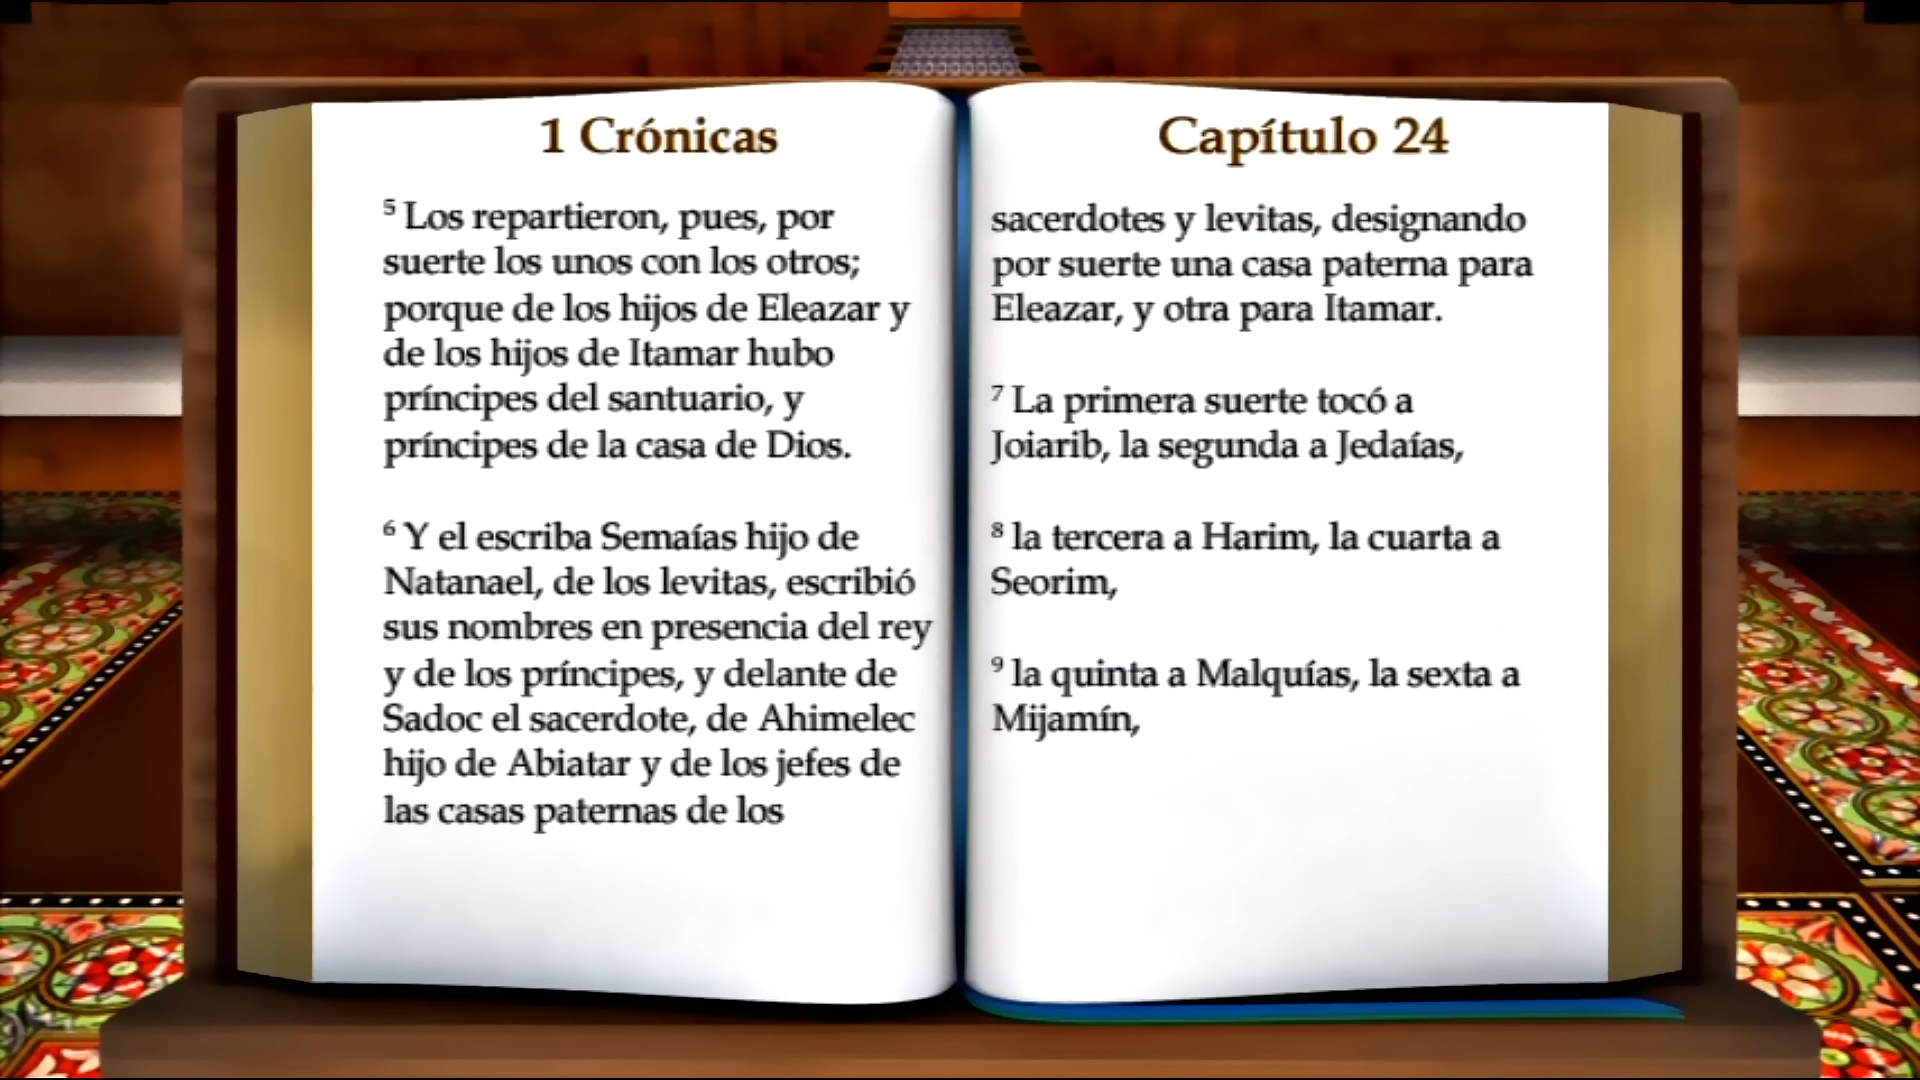 1 Crónicas
⁵ Los repartieron, pues, por
suerte los unos con los otros;
porque de los hijos de Eleazar y
de los hijos de Itamar hubo
príncipes del santuario, y
príncipes de la casa de Dios.
⁶ Y el escriba Semaías hijo de
Natanael, de los levitas, escribió
sus nombres en presencia del rey
y de los príncipes, y delante de
Sadoc el sacerdote, de Ahimelec
hijo de Abiatar y de los jefes de
las casas paternas de los
Capítulo 24
sacerdotes y levitas, designando
por suerte una casa paterna para
Eleazar, y otra para Itamar.
⁷ La primera suerte tocó a
Joiarib, la segunda a Jedaías,
⁸ la tercera a Harim, la cuarta a
Seorim,
⁹ la quinta a Malquías, la sexta a
Mijamín,